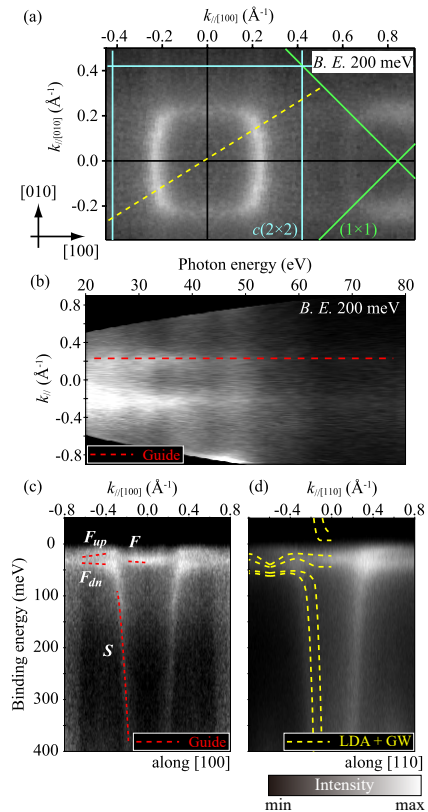 (a)
k//[100] (Å-1)
-0.4 -0.2 0.0 0.2 0.4 0.6 0.8
B. E. 200 meV
k//[010] (Å-1)
0.4
0.2
0.0
-0.2
[010]
[100]
c(2×2)
(1×1)
Photon energy (eV)
(b)
20 30 40 50 60 70 80
B. E. 200 meV
k// (Å-1)
0.8
0.4
0.0
-0.4
-0.8
Guide
(c)
k//[100] (Å-1)
-0.8 -0.4 0.0 0.4 0.8
(d)
k//[110] (Å-1)
-0.8 -0.4 0.0 0.4 0.8
Binding energy (meV)
0
100
200
300
400
Fup
F
Fdn
S
Guide
LDA + GW
along [100]
along [110]
Intensity
min max